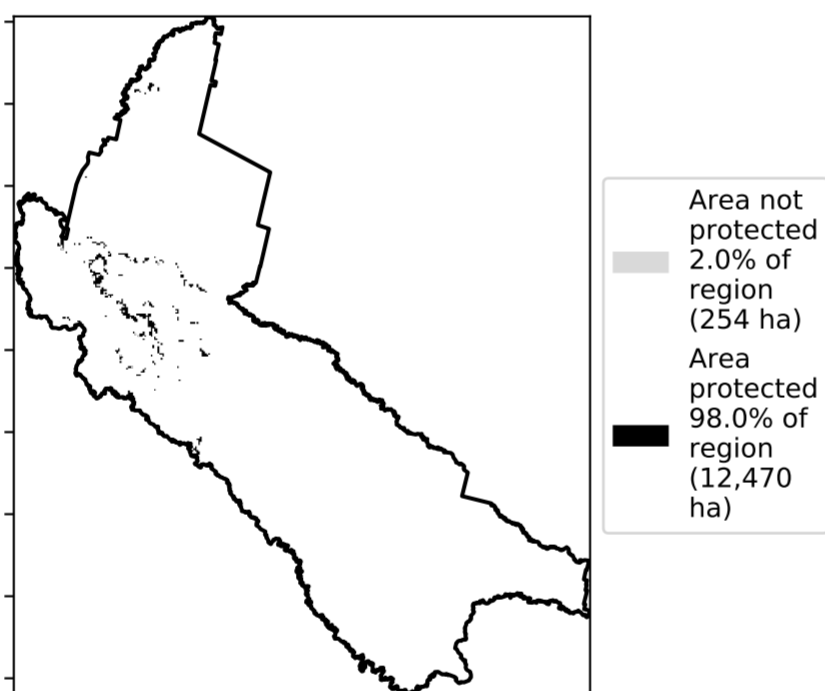 Area not
protected
2.0% of
region
(254 ha)
Area
protected
98.0% of
region
(12,470
ha)